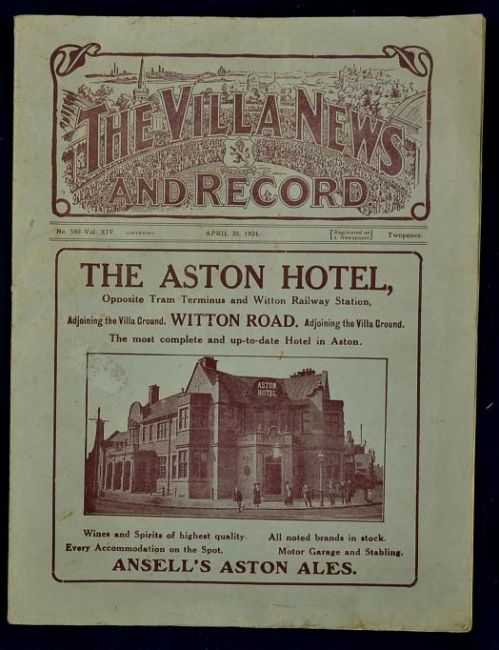 THE VILLA NEWS
AND RECORD
No 580 Vol. XIV. COPYRIGHT. APRIL 30, 1924. [Registered as a Newspaper] Twopence.
THE ASTON HOTEL,
Opposite Tram Terminus and Witton Railway Station,
Adjoining the Villa Ground. WITTON ROAD. Adjoining the Villa Ground.
The most complete and up-to-date Hotel in Aston.
ASTON
HOTEL
Wines and Spirits of highest quality All noted brands in stock.
Every Accommodation on the Spot. Motor Garage and Stabling.
ANSELL'S ASTON ALES.